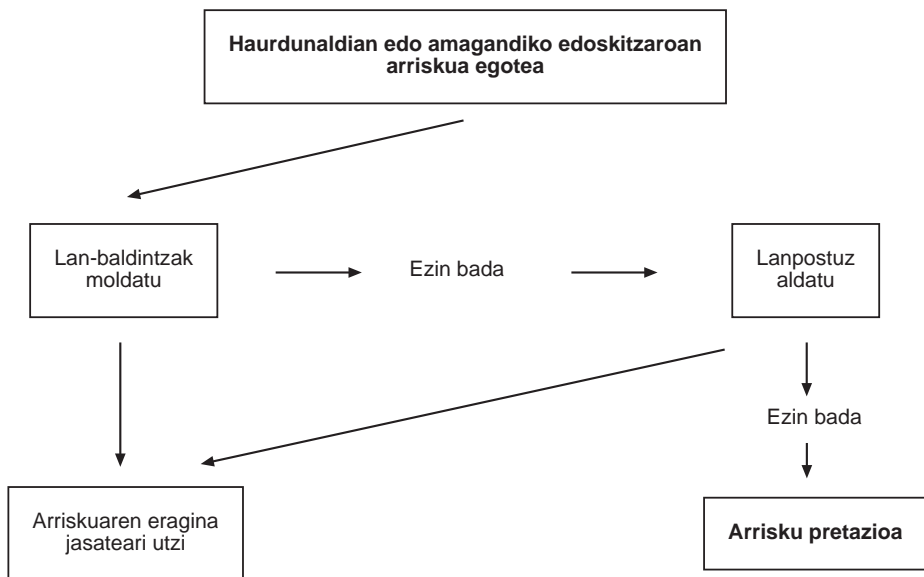 Haurdunaldian edo amagandiko edoskitzaroan
arriskua egotea
Lan-baldintzak
moldatu
Ezin bada
Lanpostuz
aldatu
Ezin bada
Arriskuaren eragina
jasateari utzi
Arrisku pretazioa